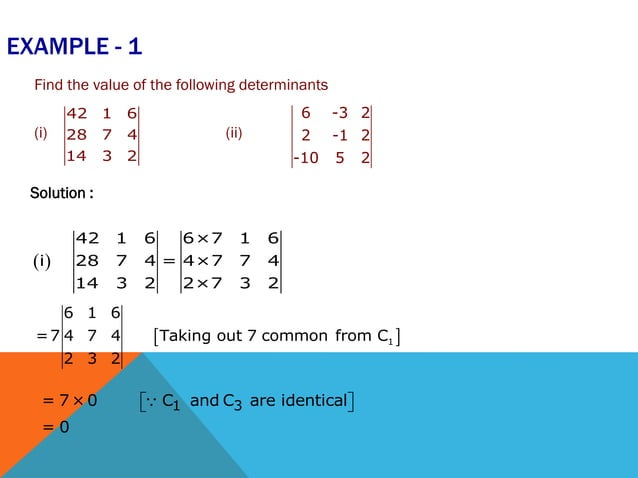 EXAMPLE - 1
Find the value of the following determinants
(i) |42 1 6| (ii) |6 -3 2|
|28 7 4| |2 -1 2|
|14 3 2| |-10 5 2|
Solution :
(i) |42 1 6| = |6×7 1 6|
|28 7 4| |4×7 7 4|
|14 3 2| |2×7 3 2|
=7 |6 1 6| [Taking out 7 common from C₁]
|4 7 4|
|2 3 2|
= 7 × 0 [∵ C₁ and C₃ are identical]
= 0